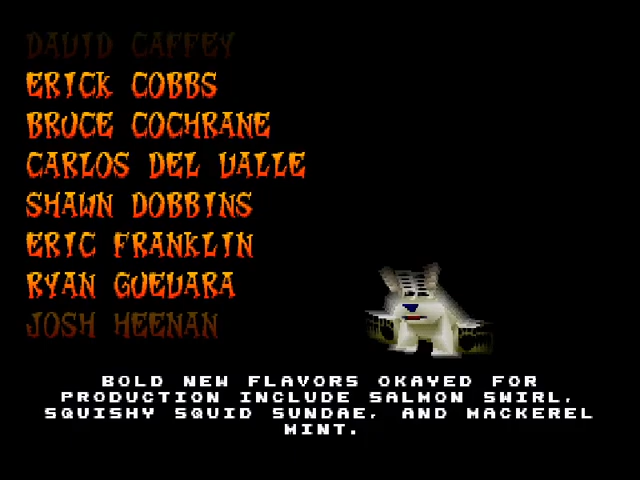 DAVID CAFFEY
ERICK COBBS
BRUCE COCHRANE
CARLOS DEL VALLE
SHAWN DOBBINS
ERIC FRANKLIN
RYAN GUEVARA
JOSH HEENAN
BOLD NEW FLAVORS OKAYED FOR
PRODUCTION INCLUDE SALMON SWIRL,
SQUISHY SQUID SUNDAE, AND MACKEREL
MINT.